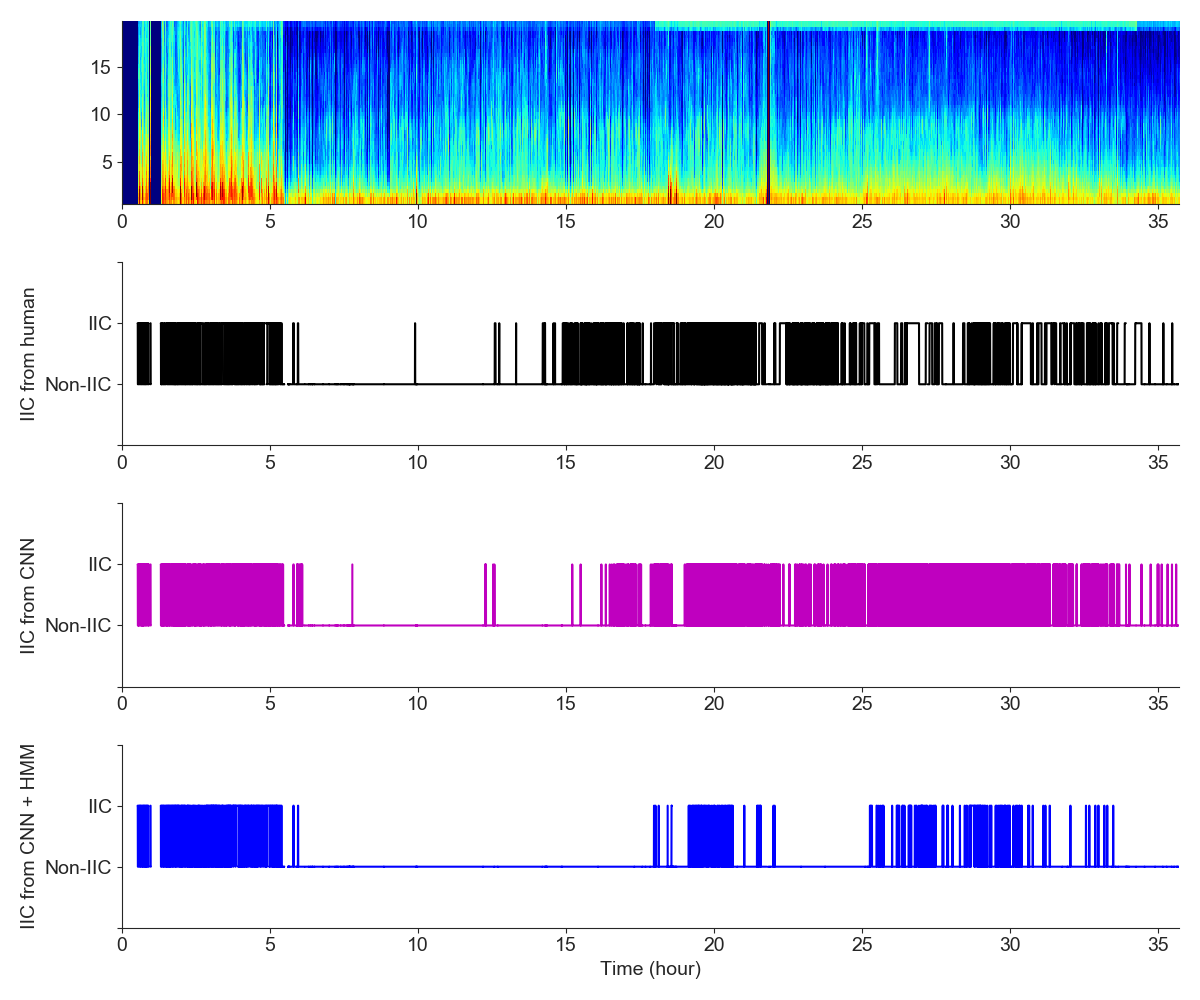 15
10
5
0 5 10 15 20 25 30 35
IIC from human
IIC
Non-IIC
0 5 10 15 20 25 30 35
IIC from CNN
IIC
Non-IIC
0 5 10 15 20 25 30 35
IIC from CNN + HMM
IIC
Non-IIC
0 5 10 15 20 25 30 35
Time (hour)